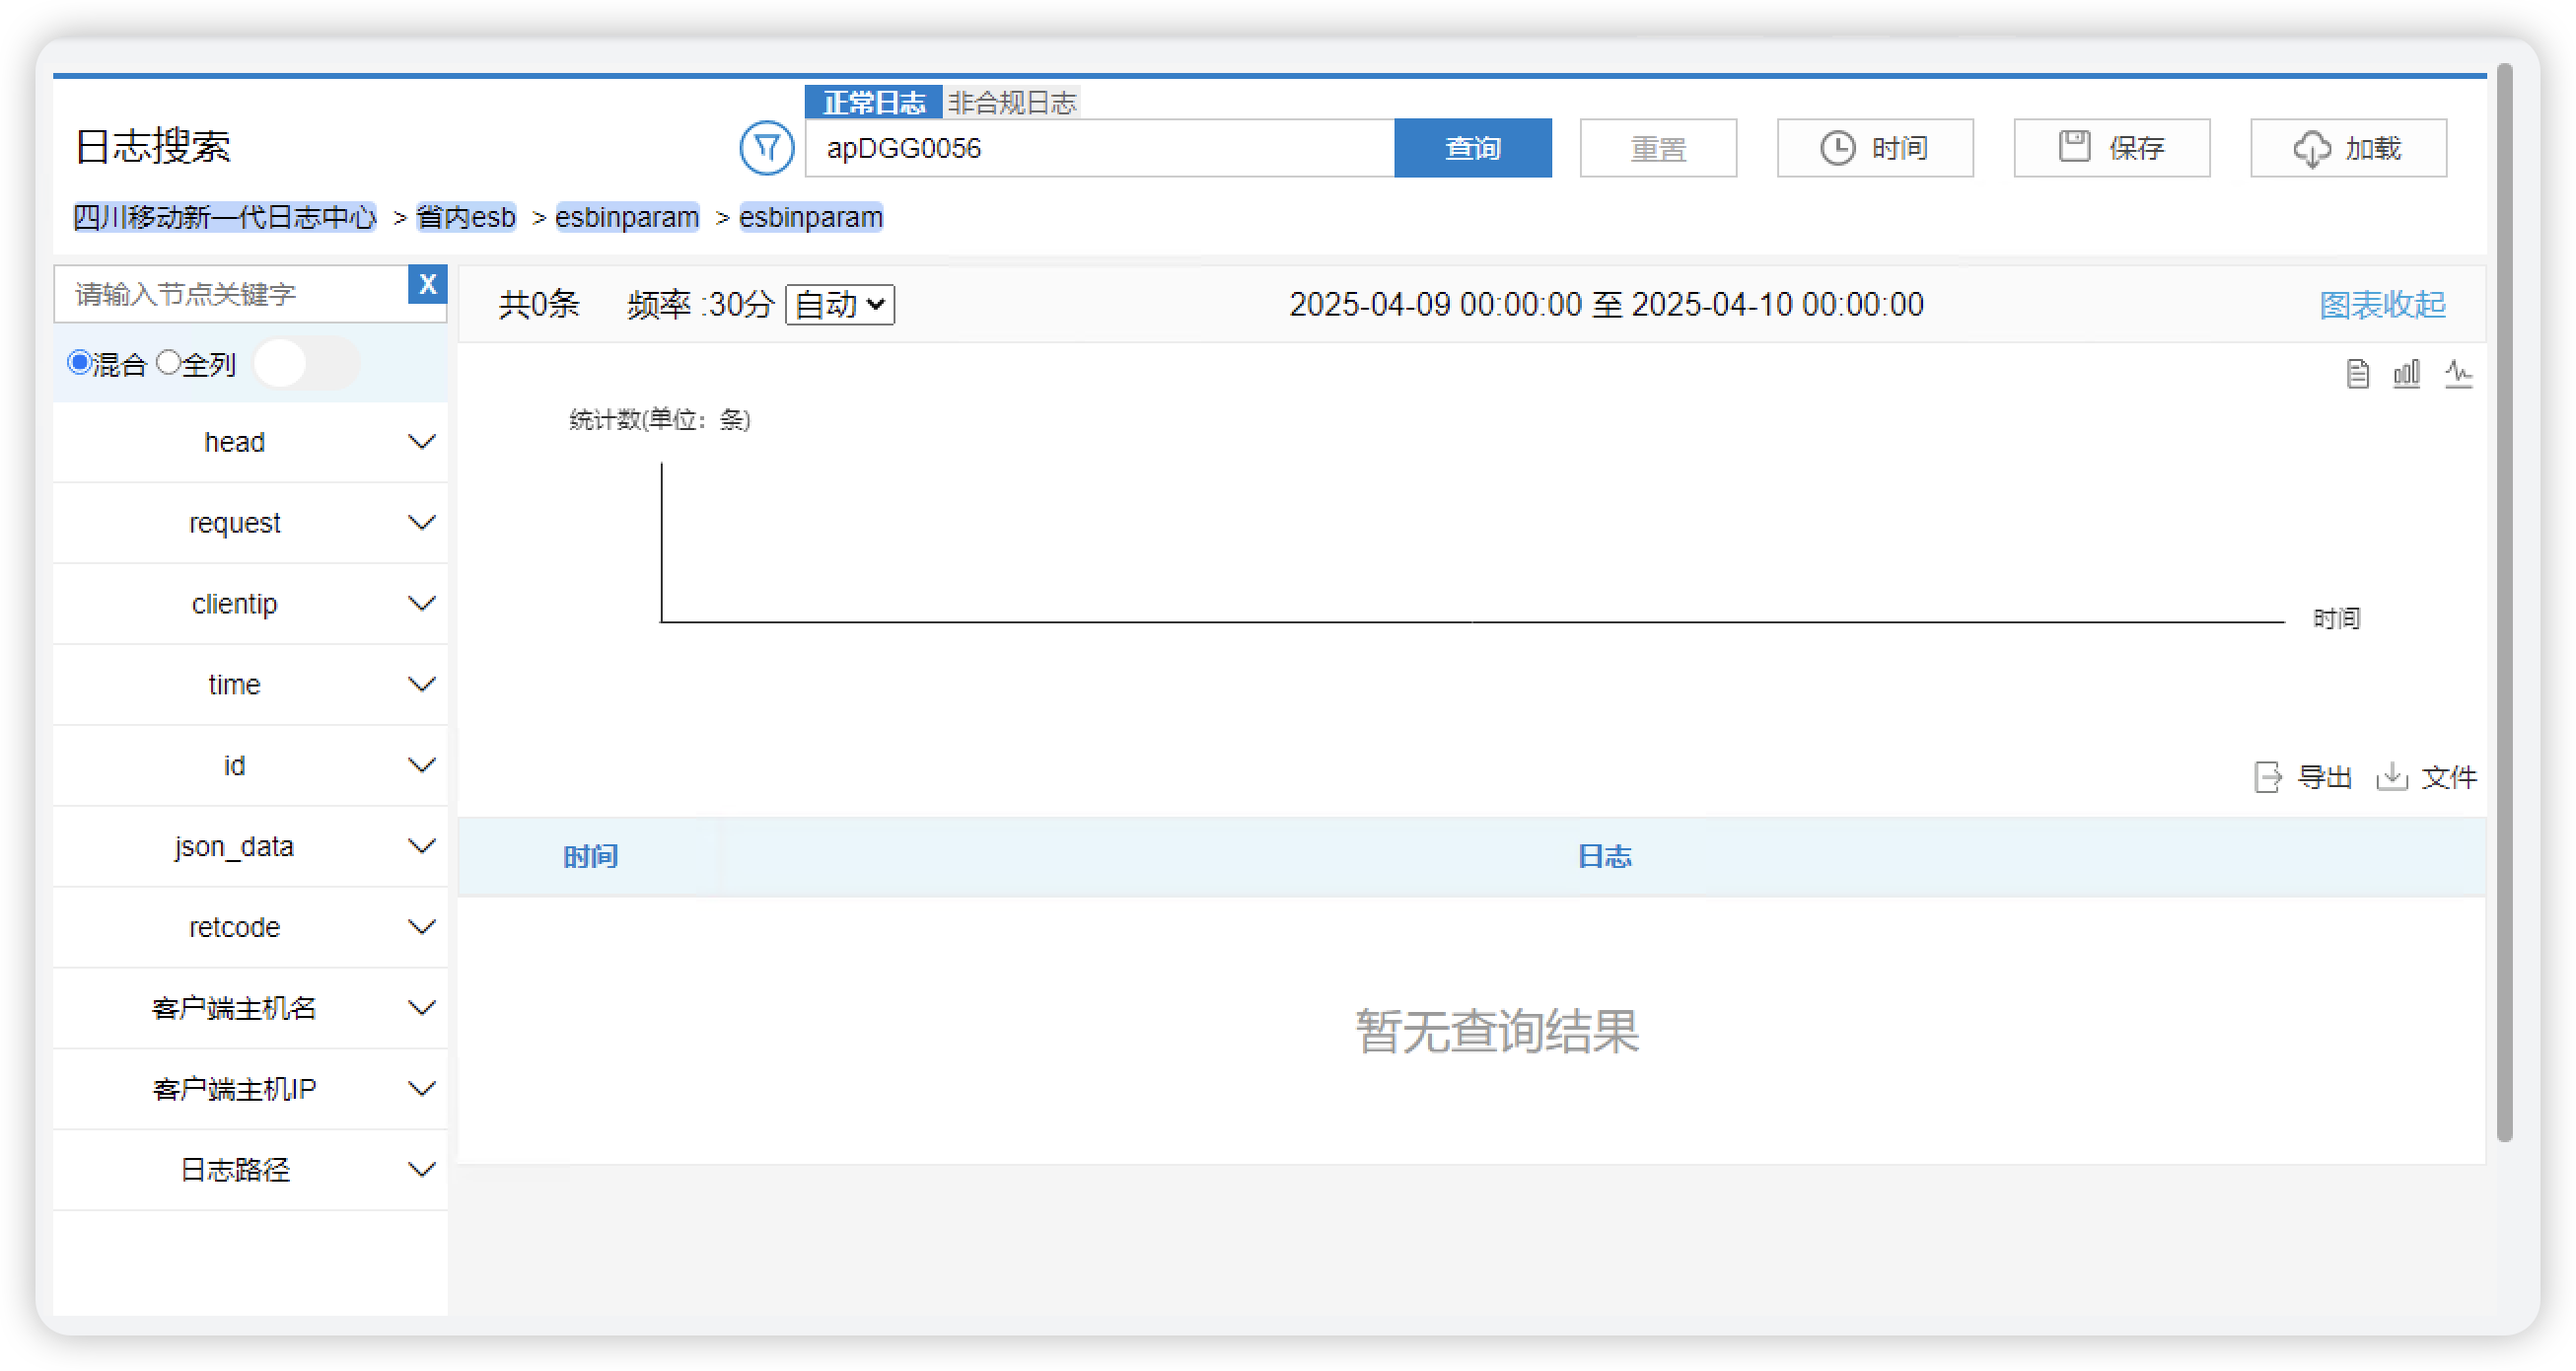 正常日志 非合规日志
日志搜索 apDGG0056 查询 重置 时间 保存 加载
四川移动新一代日志中心 > 省内esb > esbinparam > esbinparam
请输入节点关键字 X
共0条 频率 :30分 自动 2025-04-09 00:00:00 至 2025-04-10 00:00:00 图表收起
混合 全列
统计数(单位：条)
时间
head
request
clientip
time
id
json_data
retcode
客户端主机名
客户端主机IP
日志路径
导出 文件
时间 日志
暂无查询结果